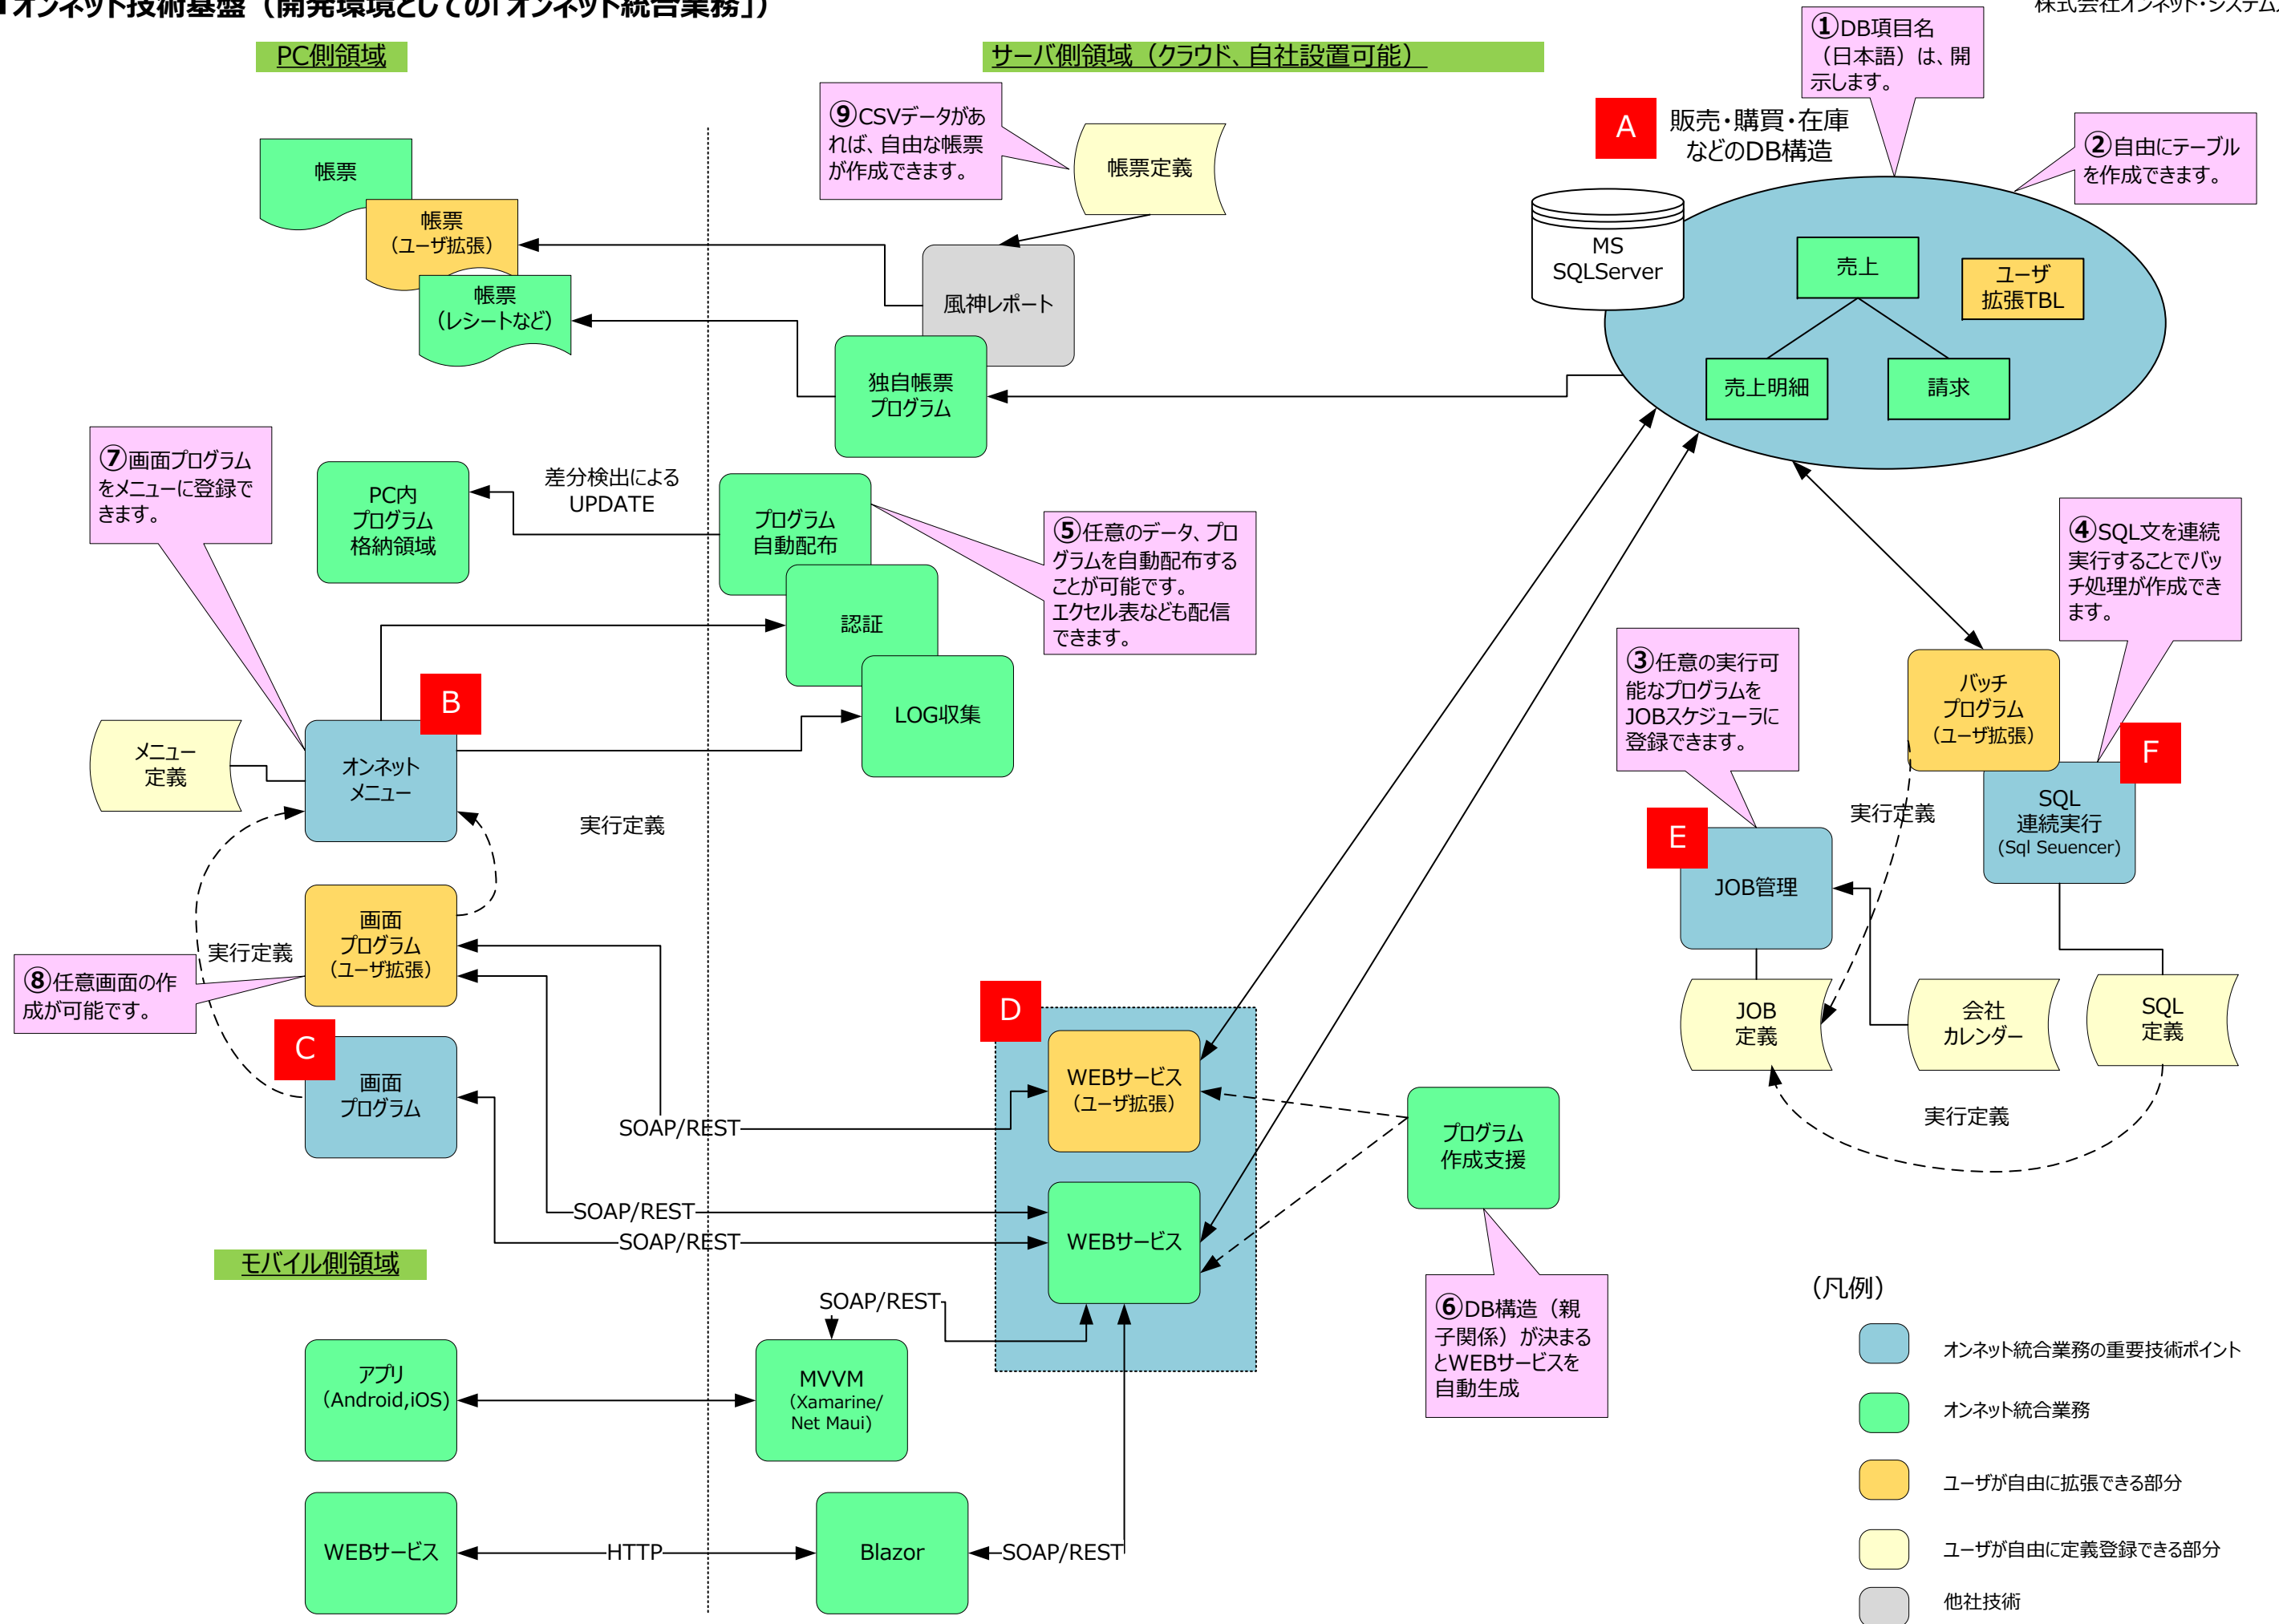 「オンネット技術基盤（開発環境としての「オンネット統合業務」）
株式会社オンネット・システム
PC側領域
サーバ側領域（クラウド、自社設置可能）
①DB項目名
（日本語）は、開
示します。
⑨CSVデータがあ
れば、自由な帳票
が作成できます。
帳票定義
A
販売・購買・在庫
などのDB構造
②自由にテーブル
を作成できます。
帳票
帳票
（ユーザ拡張）
帳票
（レシートなど）
風神レポート
独自帳票
プログラム
MS
SQLServer
売上
ユーザ
拡張TBL
売上明細
請求
⑦画面プログラム
をメニューに登録で
きます。
PC内
プログラム
格納領域
差分検出による
UPDATE
プログラム
自動配布
認証
LOG収集
⑤任意のデータ、プロ
グラムを自動配布する
ことが可能です。
エクセル表なども配信
できます。
④SQL文を連続
実行することでバッ
チ処理が作成でき
ます。
③任意の実行可
能なプログラムを
JOBスケジューラに
登録できます。
バッチ
プログラム
（ユーザ拡張）
F
SQL
連続実行
(Sql Seuencer)
実行定義
E
JOB管理
JOB
定義
会社
カレンダー
SQL
定義
実行定義
メニュー
定義
B
オンネット
メニュー
実行定義
画面
プログラム
（ユーザ拡張）
実行定義
⑧任意画面の作
成が可能です。
C
画面
プログラム
D
WEBサービス
（ユーザ拡張）
SOAP/REST
SOAP/REST
SOAP/REST
WEBサービス
プログラム
作成支援
⑥DB構造（親
子関係）が決まる
とWEBサービスを
自動生成
モバイル側領域
SOAP/REST
アプリ
（Android,iOS)
MVVM
（Xamarine/
Net Maui）
WEBサービス
HTTP
Blazor
SOAP/REST
（凡例）
オンネット統合業務の重要技術ポイント
オンネット統合業務
ユーザが自由に拡張できる部分
ユーザが自由に定義登録できる部分
他社技術